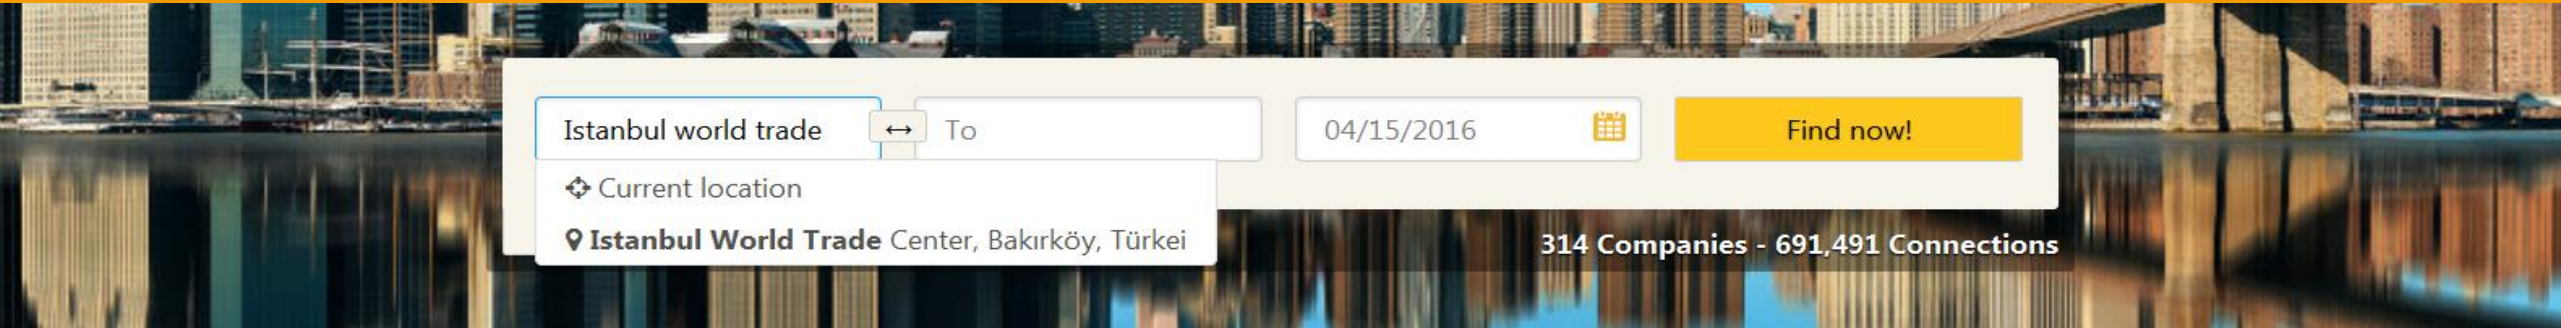 Istanbul world trade
To
04/15/2016
Find now!
Current location
Istanbul World Trade Center, Bakırköy, Türkei
314 Companies - 691,491 Connections